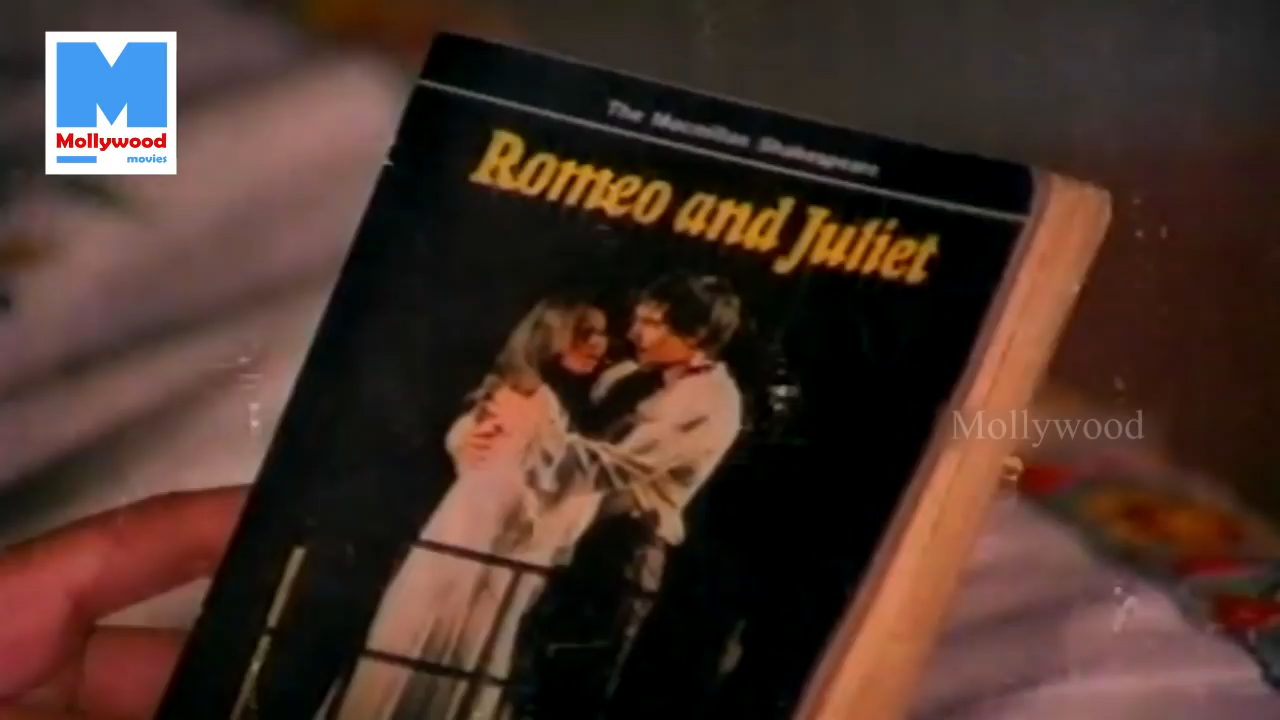 M
Mollywood
movies
The Macmillan Shakespeare
Romeo and Juliet
Mollywood